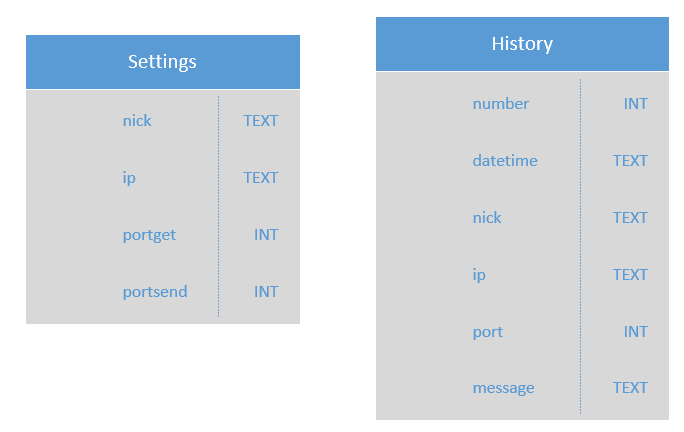 Settings
nick TEXT
ip TEXT
portget INT
portsend INT
History
number INT
datetime TEXT
nick TEXT
ip TEXT
port INT
message TEXT